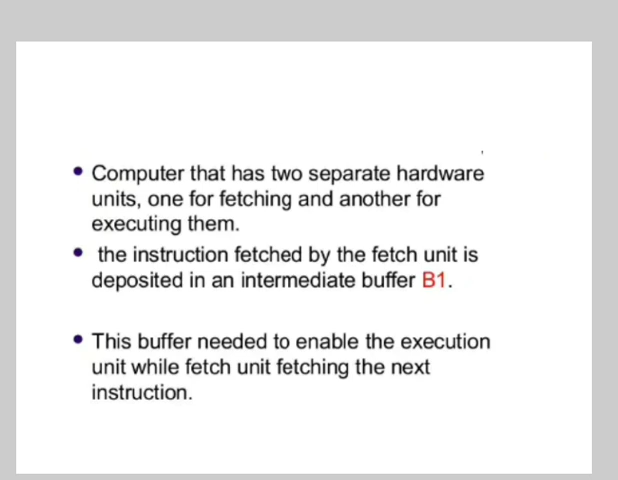 • Computer that has two separate hardware
units, one for fetching and another for
executing them.
• the instruction fetched by the fetch unit is
deposited in an intermediate buffer B1.
• This buffer needed to enable the execution
unit while fetch unit fetching the next
instruction.